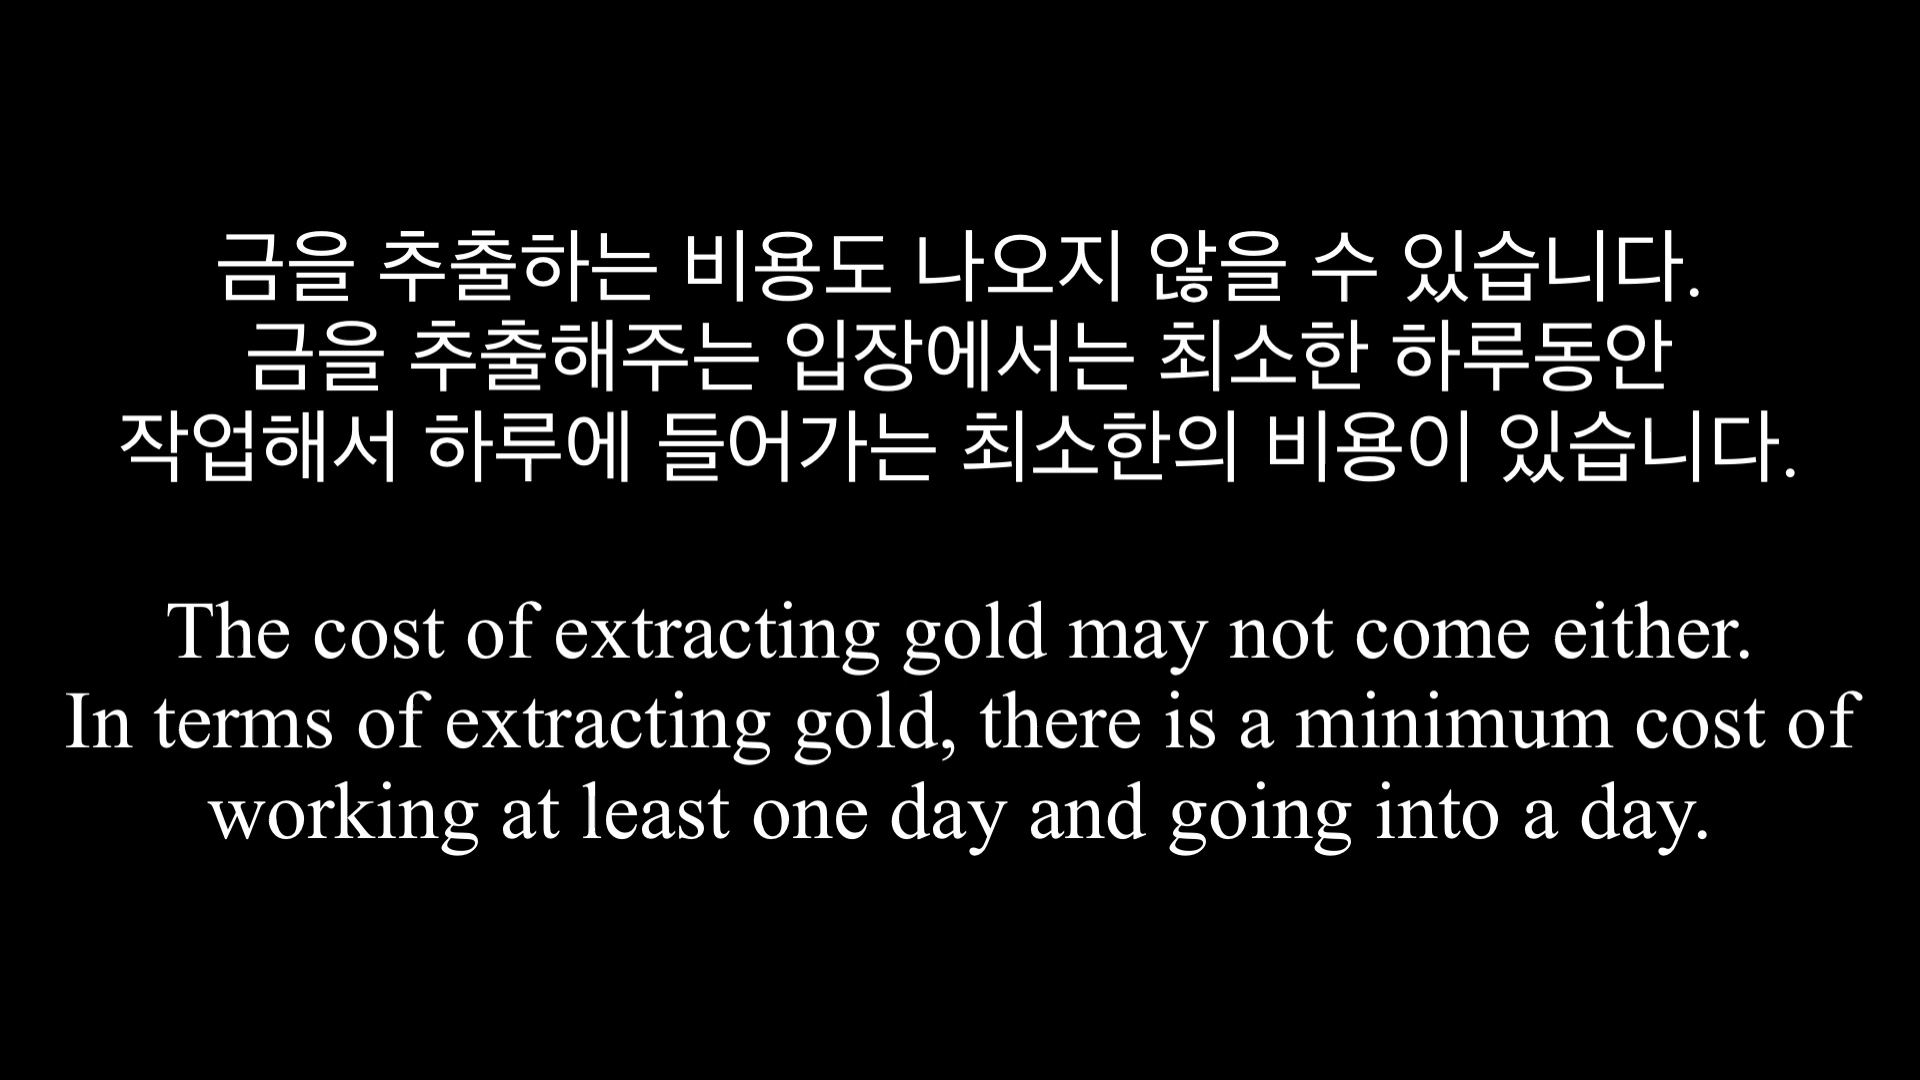 금을 추출하는 비용도 나오지 않을 수 있습니다.
금을 추출해주는 입장에서는 최소한 하루동안
작업해서 하루에 들어가는 최소한의 비용이 있습니다.
The cost of extracting gold may not come either.
In terms of extracting gold, there is a minimum cost of
working at least one day and going into a day.